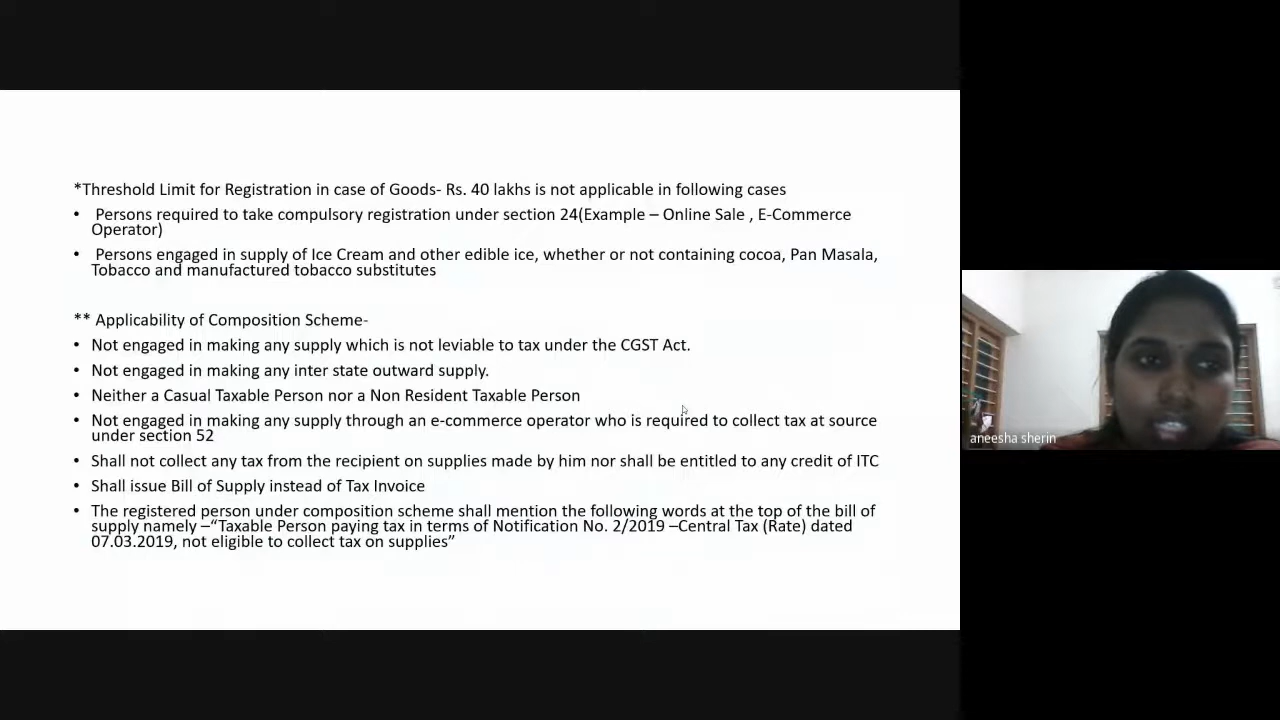 *Threshold Limit for Registration in case of Goods- Rs. 40 lakhs is not applicable in following cases
• Persons required to take compulsory registration under section 24(Example – Online Sale , E-Commerce
Operator)
• Persons engaged in supply of Ice Cream and other edible ice, whether or not containing cocoa, Pan Masala,
Tobacco and manufactured tobacco substitutes
** Applicability of Composition Scheme-
• Not engaged in making any supply which is not leviable to tax under the CGST Act.
• Not engaged in making any inter state outward supply.
• Neither a Casual Taxable Person nor a Non Resident Taxable Person
• Not engaged in making any supply through an e-commerce operator who is required to collect tax at source
under section 52
• Shall not collect any tax from the recipient on supplies made by him nor shall be entitled to any credit of ITC
• Shall issue Bill of Supply instead of Tax Invoice
• The registered person under composition scheme shall mention the following words at the top of the bill of
supply namely –“Taxable Person paying tax in terms of Notification No. 2/2019 –Central Tax (Rate) dated
07.03.2019, not eligible to collect tax on supplies”
aneesha sherin